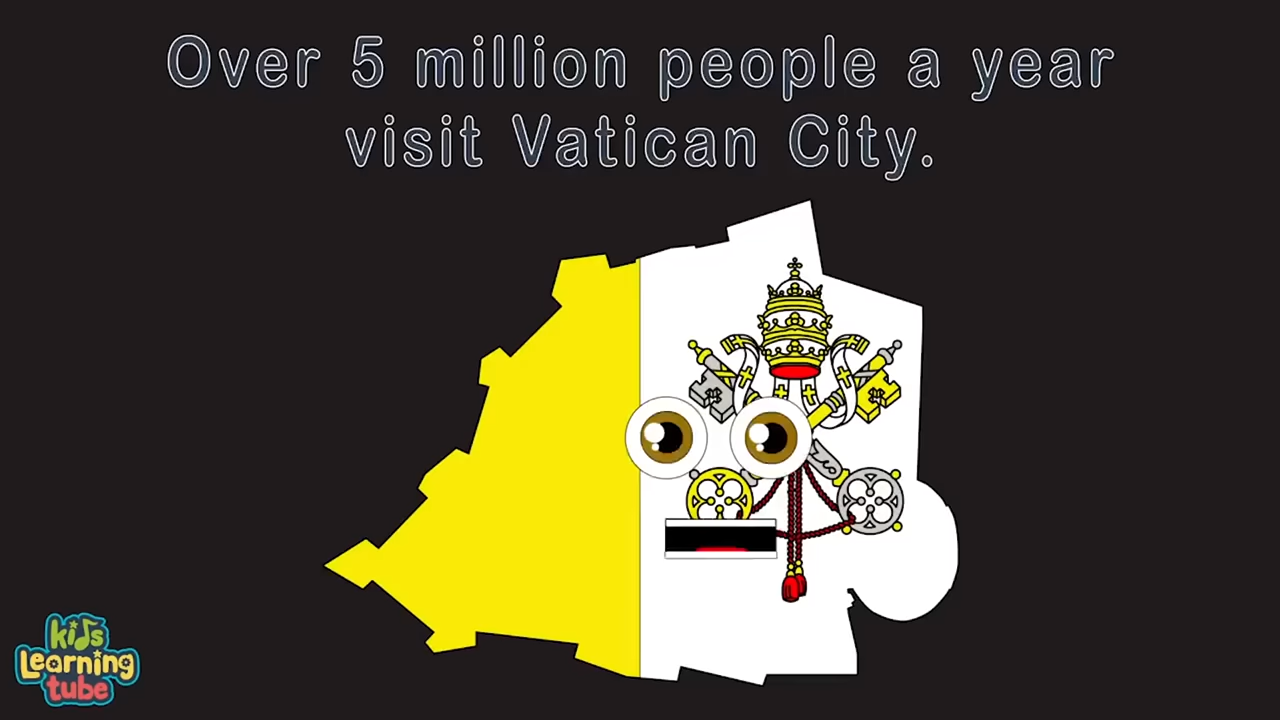 Over 5 million people a year
visit Vatican City.
kids
Learning
tube